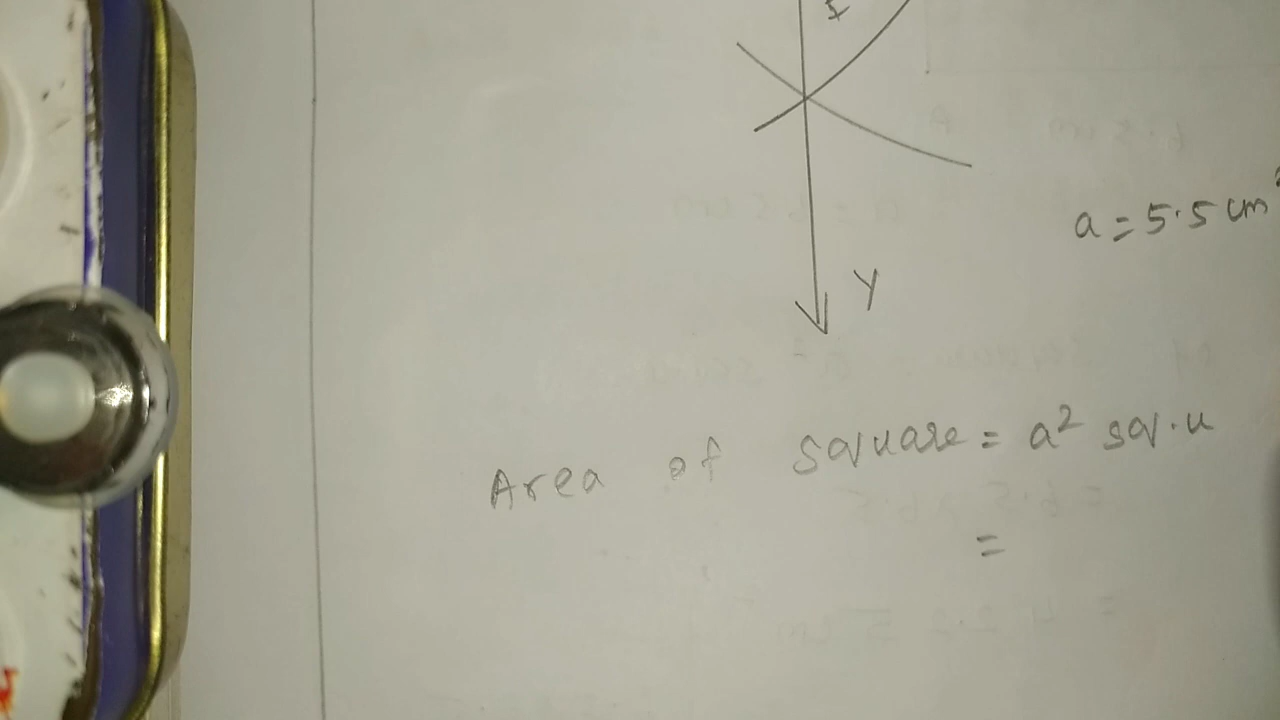 Y
a = 5.5 cm
Area of square = a² sq.u
=